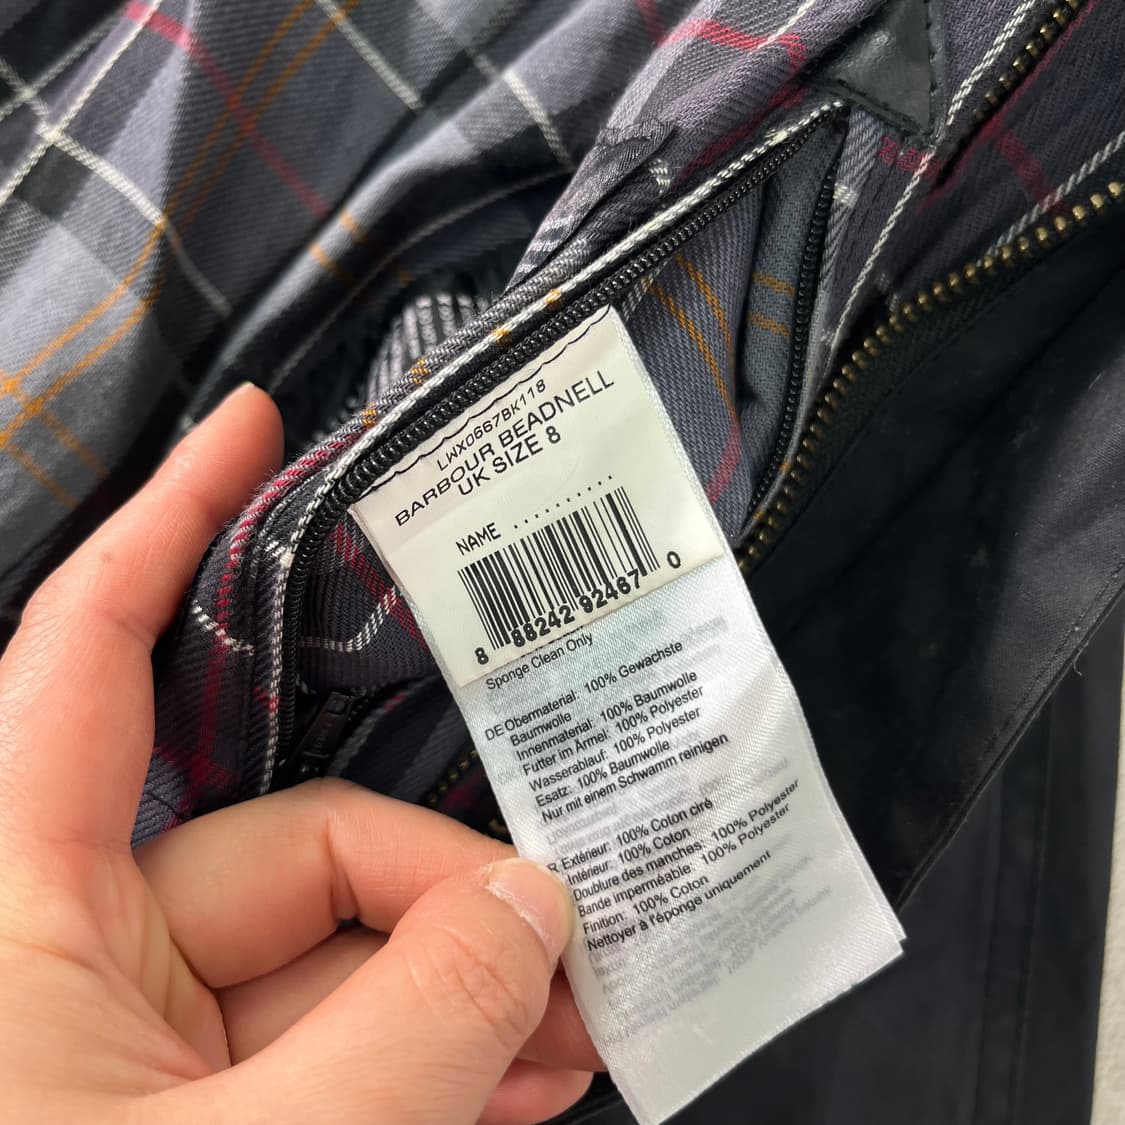 LWX0667BK118
BARBOUR BEADNELL
UK SIZE 8
NAME ............
8 88242 92467 0
Sponge Clean Only
DE Obermaterial: 100% Gewachste
Baumwolle
Innenmaterial: 100% Baumwolle
Futter im Ärmel: 100% Polyester
Wasserablauf: 100% Polyester
Esatz: 100% Baumwolle
Nur mit einem Schwamm reinigen
R Extérieur: 100% Coton ciré
Intérieur: 100% Coton
Doublure des manches: 100% Polyester
Bande imperméable: 100% Polyester
Finition: 100% Coton
Nettoyer à l'éponge uniquement